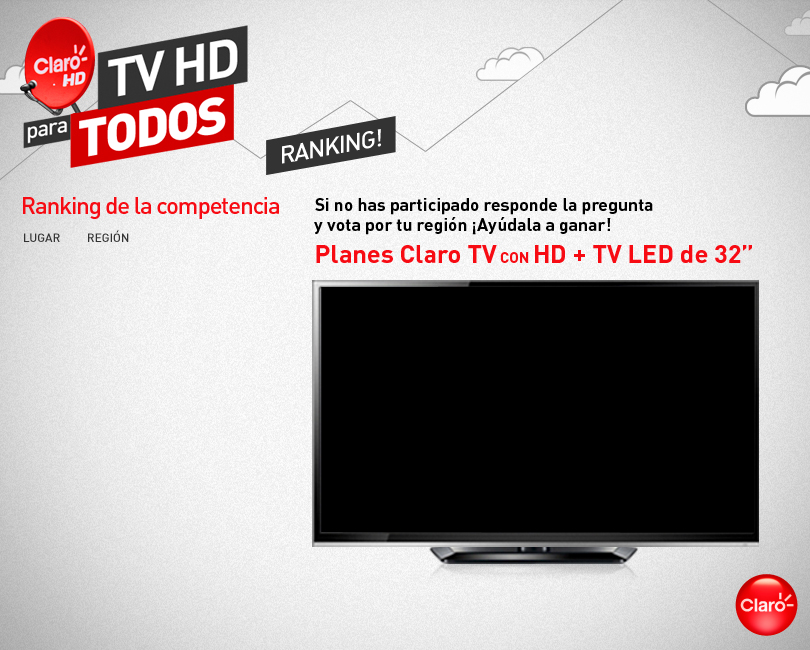 Claro HD
TV HD
para TODOS
RANKING!
Ranking de la competencia
LUGAR REGIÓN
Si no has participado responde la pregunta
y vota por tu región ¡Ayúdala a ganar!
Planes Claro TV CON HD + TV LED de 32’’
Claro